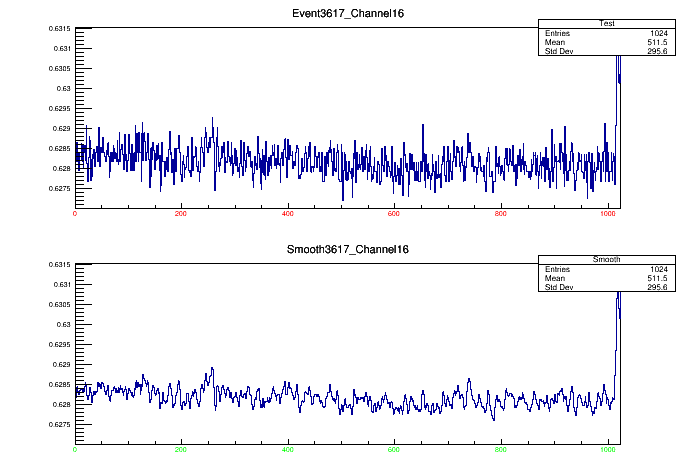 Event3617_Channel16
Test
Entries 1024
Mean 511.5
Std Dev 295.6
0.6315
0.631
0.6305
0.63
0.6295
0.629
0.6285
0.628
0.6275
0 200 400 600 800 1000
Smooth3617_Channel16
Smooth
Entries 1024
Mean 511.5
Std Dev 295.6
0.6315
0.631
0.6305
0.63
0.6295
0.629
0.6285
0.628
0.6275
0 200 400 600 800 1000